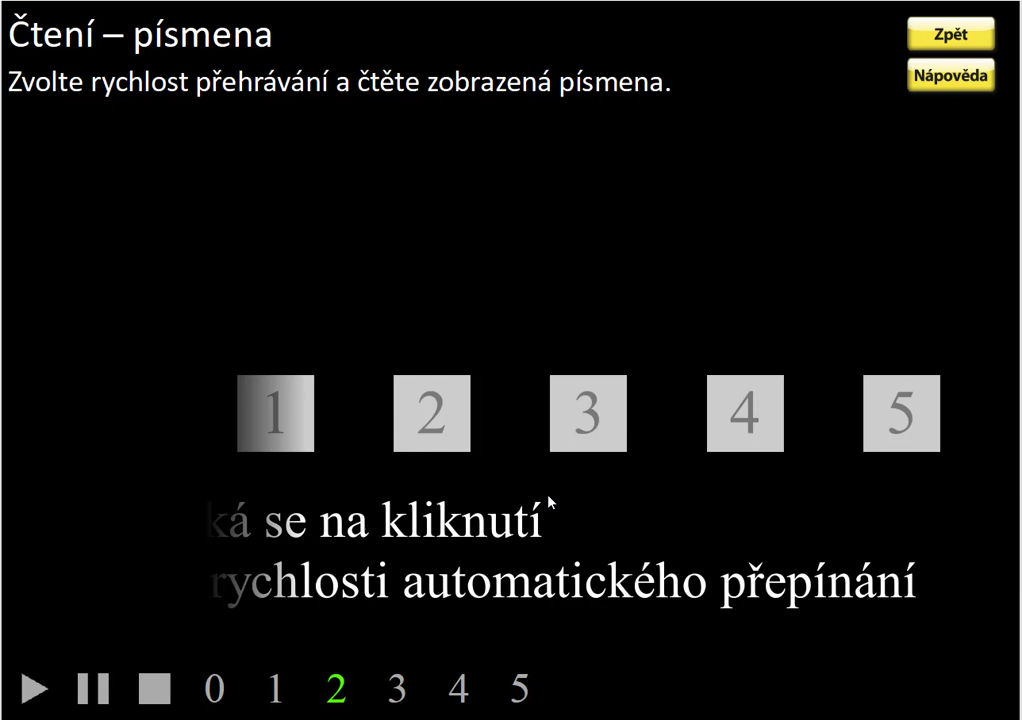 Čtení – písmena
Zpět
Zvolte rychlost přehrávání a čtěte zobrazená písmena.
Nápověda
1 2 3 4 5
ká se na kliknutí
rychlosti automatického přepínání
0 1 2 3 4 5